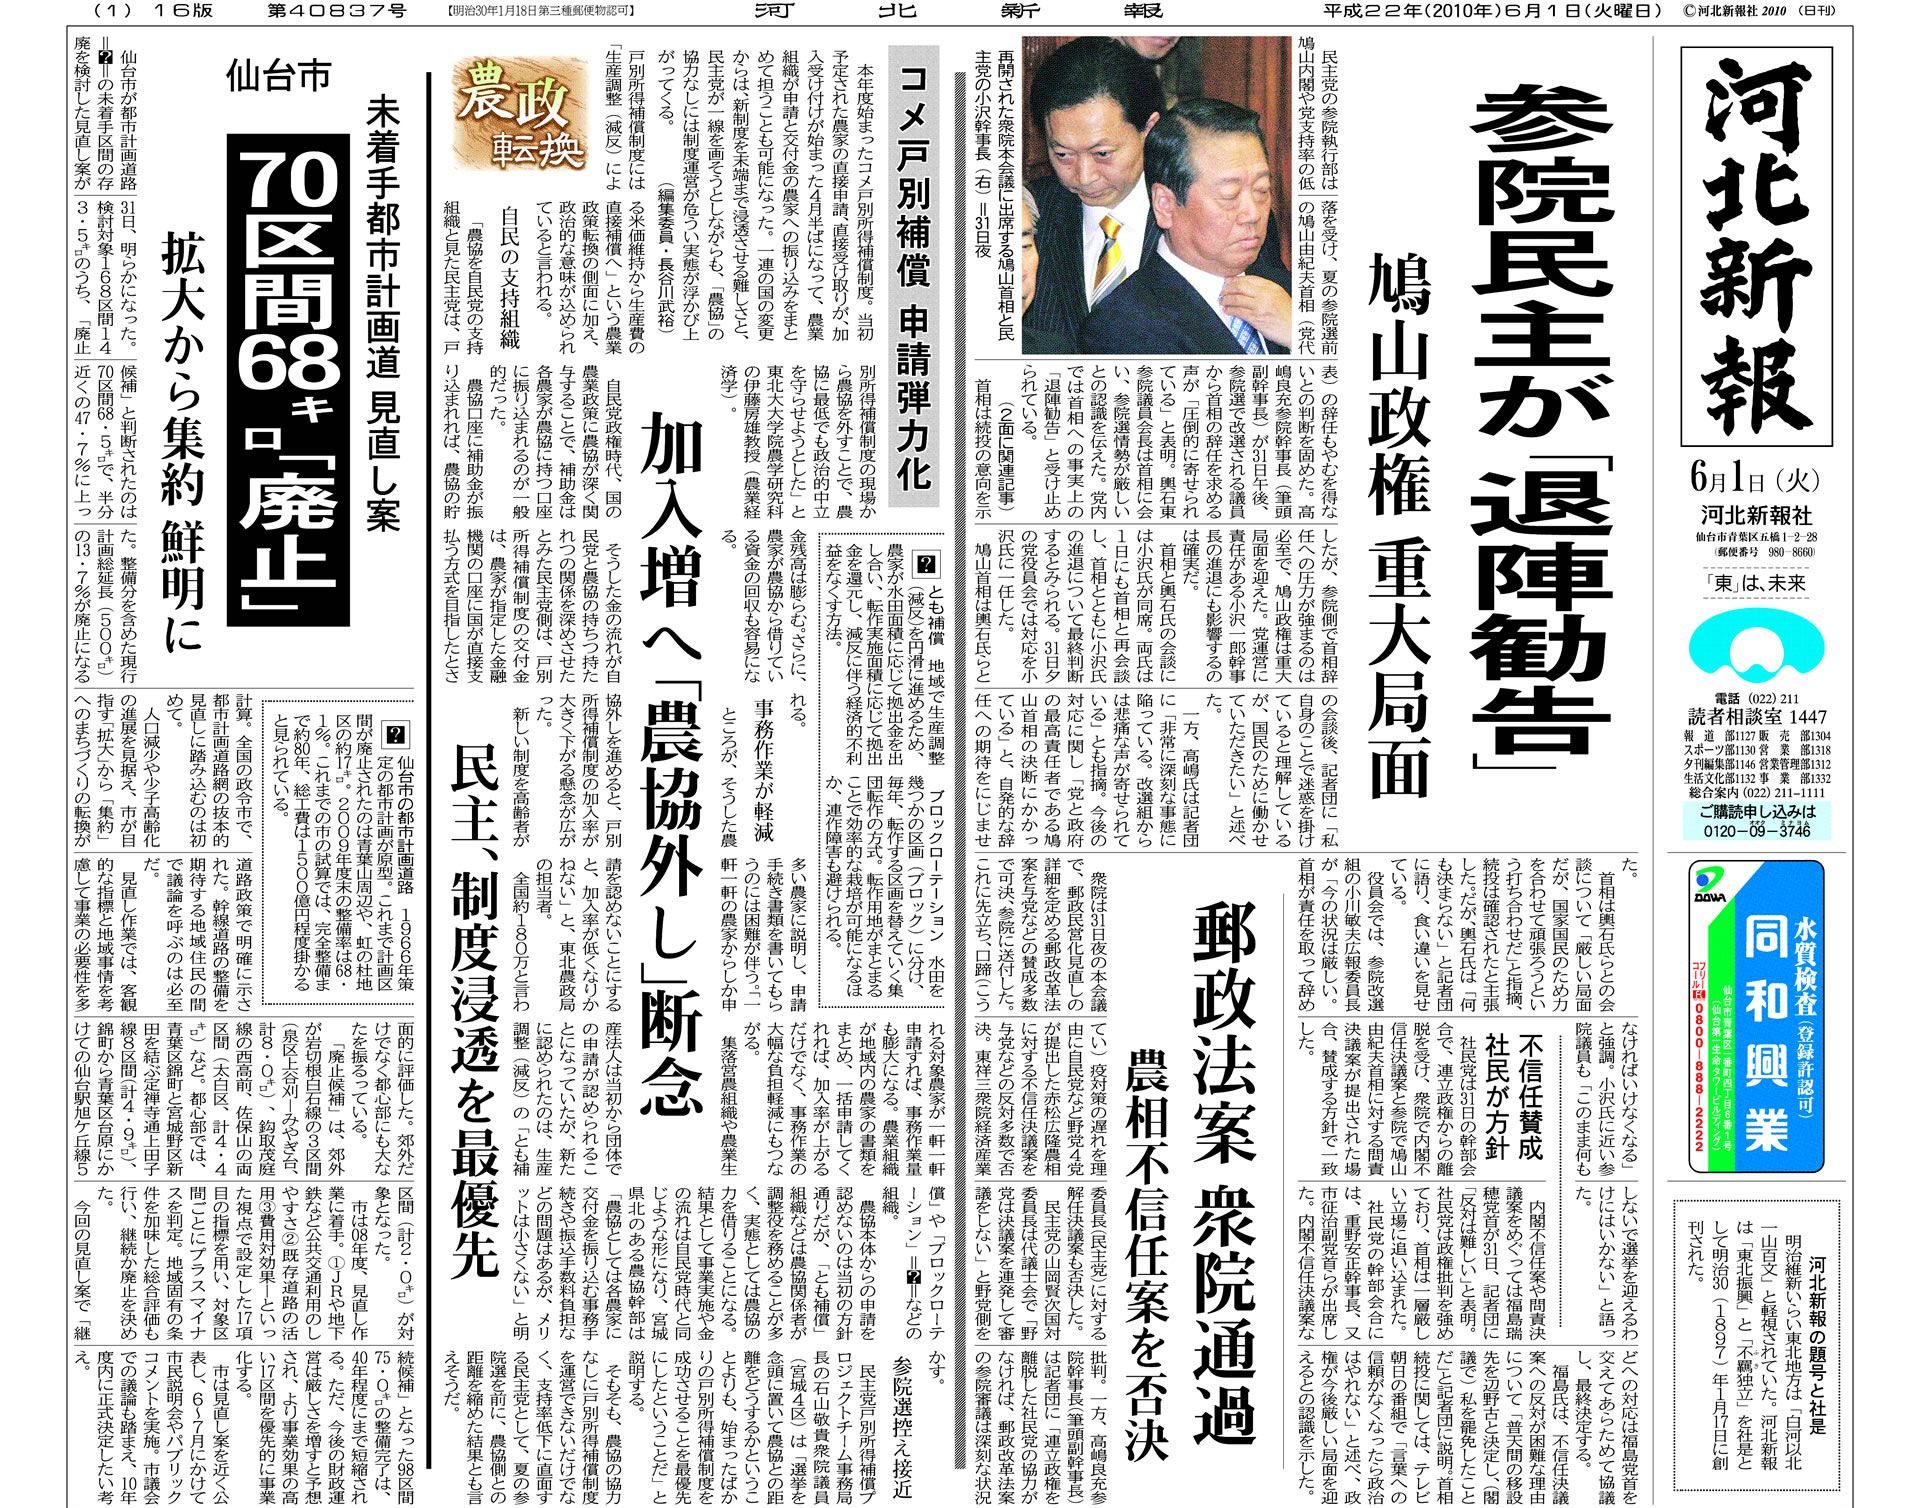 (1) 16版 第40837号
【明治30年1月18日第三種郵便物認可】
河北新報
平成22年(2010年)6月1日(火曜日)
©河北新報社 2010 (日刊)
河北新報
6月1日(火)
河北新報社
仙台市青葉区五橋1-2-28
(郵便番号 980-8660)
「東」は、未来
電話 (022) 211
読者相談室 1447
報道部1127 販売部1304
スポーツ部1130 営業部1318
夕刊編集部1146 営業管理部1312
生活文化部1132 事業部1332
総合案内 (022) 211-1111
ご購読申し込みは
0120-09-3746
DOWA
水質検査(登録許認可)
同和興業
仙台市青葉区一番町四丁目6番1号
(仙台第一生命タワービルディング)
フリーコール 0800-888-2222
河北新報の題号と社是
明治維新いらい東北地方は「白河以北
一山百文」と軽視されていた。河北新報
は「東北振興」と「不羈独立」を社是と
して明治30(1897)年1月17日に創
刊された。
参院民主が「退陣勧告」
鳩山政権 重大局面
再開された衆院本会議に出席する鳩山首相と民
主党の小沢幹事長(右)=31日夜
民主党の参院執行部は
鳩山内閣や党支持率の低
落を受け、夏の参院選前
の鳩山由紀夫首相(党代
表)の辞任もやむを得な
いとの判断を固めた。高
嶋良充参院幹事長(筆頭
副幹事長)が31日午後、
参院選で改選される議員
から首相の辞任を求める
声が「圧倒的に寄せられ
ている」と表明。輿石東
参院議員会長は首相に会
い、参院選情勢が厳しい
との認識を伝えた。党内
では首相への事実上の
「退陣勧告」と受け止め
られている。
(2面に関連記事)
首相は続投の意向を示
したが、参院側で首相辞
任への圧力が強まるのは
必至で、鳩山政権は重大
局面を迎えた。党運営に
責任がある小沢一郎幹事
長の進退にも影響するの
は確実だ。
首相と輿石氏の会談に
は小沢氏が同席。両氏は
1日にも首相と再会談
し、首相とともに小沢氏
の進退について最終判断
するとみられる。31日夕
の党役員会では対応を小
沢氏に一任した。
鳩山首相は輿石氏らと
の会談後、記者団に「私
自身のことで迷惑を掛け
ていると理解している
が、国民のために働かせ
ていただきたい」と述べ
た。
一方、高嶋氏は記者団
に「非常に深刻な事態に
陥っている。改選組から
は悲痛な声が寄せられて
いる」とも指摘。今後の
対応に関し「党と政府
の最高責任者である鳩
山首相の決断にかかっ
ている」と、自発的な辞
任への期待をにじませ
た。
首相は輿石氏らとの会
談について「厳しい局面
だが、国家国民のため力
を合わせて頑張ろうとい
う打ち合わせだ」と指摘、
続投は確認されたと主張
した。だが、輿石氏は「何
も決まらない」と記者団
に語り、食い違いを見せ
ている。
役員会では、参院改選
組の小川敏夫広報委員長
が「今の状況は厳しい。
首相が責任を取って辞め
なければいけなくなる」
と強調。小沢氏に近い参
院議員も「このまま何も
しないで選挙を迎えるわ
けにはいかない」と語っ
た。
不信任賛成
社民が方針
社民党は31日の幹部会
合で、連立政権からの離
脱を受け、衆院で内閣不
信任決議案と参院で鳩山
由紀夫首相に対する問責
決議案が提出された場
合、賛成する方針で一致
した。
内閣不信任案や問責決
議案をめぐっては福島瑞
穂党首が31日、記者団に
「反対は難しい」と表明。
社民党は政権批判を強め
ており、首相は一層厳し
い立場に追い込まれた。
社民党の幹部会合に
は、重野安正幹事長、又
市征治副党首らが出席し
た。内閣不信任決議案な
どへの対応は福島党首を
交えてあらためて協議
し、最終決定する。
福島氏は、不信任決議
案への反対が困難な理由
について「普天間の移設
先を辺野古と決定し、(閣
議で)私を罷免したこと
だ」と記者団に説明。首相
続投に関しては、テレビ
朝日の番組で「言葉への
信頼がなくなったら政治
はやれない」と述べ、政
権が今後厳しい局面を迎
えるとの認識を示した。
郵政法案 衆院通過
農相不信任案を否決
衆院は31日夜の本会議
で、郵政民営化見直しの
詳細を定める郵政改革法
案を与党などの賛成多数
で可決、参院に送付した。
これに先立ち、口蹄(こう
てい)疫対策の遅れを理
由に自民党など野党4党
が提出した赤松広隆農相
に対する不信任決議案を
与党などの反対多数で否
決。東祥三衆院経済産業
委員長(民主党)に対する
解任決議案も否決した。
民主党の山岡賢次国対
委員長は代議士会で「野
党は決議案を連発して審
議をしない」と野党側を
批判。一方、高嶋良充参
院幹事長(筆頭副幹事長)
は記者団に「連立政権を
離脱した社民党の協力が
なければ、郵政改革法案
の参院審議は深刻な状況
コメ戸別補償 申請弾力化
加入増へ「農協外し」断念
民主、制度浸透を最優先
農政転換
本年度始まったコメ戸別所得補償制度。当初
予定された農家の直接申請、直接受け取りが、加
入受け付けが始まった4月半ばになって、農業
組織が申請と交付金の農家への振り込みをまと
めて担うことも可能になった。一連の国の変更
からは、新制度を末端まで浸透させる難しさと、
民主党が一線を画そうとしながらも、「農協」の
協力なしには制度運営が危うい実態が浮かび上
がってくる。
(編集委員・長谷川武裕)
戸別所得補償制度には
「生産調整(減反)によ
る米価維持から生産費の
直接補償へ」という農業
政策転換の側面に加え、
政治的な意味が込められ
ていると言われる。
自民の支持組織
「農協を自民党の支持
組織と見た民主党は、戸
別所得補償制度の現場か
ら農協を外すことで、農
協に最低でも政治的中立
を守らせようとした」と
東北大大学院農学研究科
の伊藤房雄教授(農業経
済学)。
自民党政権時代、国の
農業政策に農協が深く関
与することで、補助金は
各農家が農協に持つ口座
に振り込まれるのが一般
的だった。
農協口座に補助金が振
り込まれれば、農協の貯
金残高は膨らむ。さらに、
農家が農協から借りてい
る資金の回収も容易にな
る。
そうした金の流れが自
民党と農協の持ちつ持た
れつの関係を深めさせた
とみた民主党側は、戸別
所得補償制度の交付金
は、農家が指定した金融
機関の口座に国が直接支
払う方式を目指したとさ
れる。
事務作業が軽減
ところが、そうした農
協外しを進めると、戸別
所得補償制度の加入率が
大きく下がる懸念が広が
った。
新しい制度を高齢者が
多い農家に説明し、申請
手続き書類を書いてもら
うのには困難が伴う。「一
軒一軒の農家からしか申
請を認めないことにする
と、加入率が低くなりか
ねない」と、東北農政局
の担当者。
全国約180万と言わ
れる対象農家が一軒一軒
申請すれば、事務作業量
も膨大になる。農業組織
が地域内の農家の書類を
まとめ、一括申請してく
れれば、加入率が上がる
だけでなく、事務作業の
大幅な負担軽減にもつな
がる。
集落営農組織や農業生
産法人は当初から団体で
の申請が認められるこ
とになっていたが、新た
に認められたのは、生産
調整(減反)の「とも補
償」や「ブロックローテ
ーション」=?=などの
組織。
農協本体からの申請を
認めないのは当初の方針
通りだが、「とも補償」
組織などは農協関係者が
調整役を務めることが多
く、実態としては農協の
力を借りることになる。
結果として事業実施や金
の流れは自民党時代と同
じような形になり、宮城
県北のある農協幹部は
「農協としては各農家に
交付金を振り込む事務手
続きや振込手数料負担な
どの問題はあるが、メリ
ットは小さくない」と明
かす。
参院選控え接近
民主党戸別所得補償プ
ロジェクトチーム事務局
長の石山敬貴衆院議員
(宮城4区)は「選挙を
念頭に置いて農協との距
離をどうするかというこ
とよりも、始まったばか
りの戸別所得補償制度を
成功させることを最優先
にしたということだ」と
説明する。
そもそも、農協の協力
なしに戸別所得補償制度
を運営できないだけでな
く、支持率低下に直面す
る民主党として、夏の参
院選を前に、農協側との
距離を縮めた結果とも言
えそうだ。
? とも補償 地域で生産調整
(減反)を円滑に進めるため、
農家が水田面積に応じて拠出金を出
し合い、転作実施面積に応じて拠出
金を還元し、減反に伴う経済的不利
益をなくす方法。
ブロックローテーション 水田を
幾つかの区画(ブロック)に分け、
毎年、転作する区画を替えていく集
団転作の方式。転作用地がまとまる
ことで効率的な栽培が可能になるほ
か、連作障害も避けられる。
仙台市
未着手都市計画道 見直し案
70区間68キロ「廃止」
拡大から集約 鮮明に
仙台市が都市計画道路
=?=の未着手区間の存
廃を検討した見直し案が
31日、明らかになった。
検討対象168区間14
3・5キロのうち、「廃止
候補」と判断されたのは
70区間68・5キロで、半分
近くの47・7%に上っ
た。整備分を含めた現行
計画総延長(500キロ)
の13・7%が廃止になる
計算。全国の政令市で、
都市計画道路網の抜本的
見直しに踏み込むのは初
めて。
人口減少や少子高齢化
の進展を見据え、市が目
指す「拡大」から「集約」
へのまちづくりの転換が
道路政策で明確に示さ
れた。幹線道路の整備を
期待する地域住民の間
で議論を呼ぶのは必至
だ。
見直し作業では、客観
的な指標と地域事情を考
慮して事業の必要性を多
面的に評価した。郊外だ
けでなく都心部にも大な
たを振るっている。
「廃止候補」は、郊外
が岩切根白石線の3区間
(泉区上谷刈―みやぎ台、
計8・0キロ)、鈎取茂庭
線の西高前、佐保山の両
区間(太白区、計4・4
キロ)など。都心部では、
青葉区錦町と宮城野区新
田を結ぶ定禅寺通上田子
線8区間(計4・9キロ)、
錦町から青葉区台原にか
けての仙台駅旭ケ丘線5
区間(計2・0キロ)が対
象となった。
市は08年度、見直し作
業に着手。①JRや地下
鉄など公共交通利用のし
やすさ②既存道路の活
用③費用対効果―といっ
た視点で設定した17項
目の指標を用い、対象区
間ごとにプラスマイナ
スを判定。地域固有の条
件を加味した総合評価も
行い、継続か廃止を決め
た。
今回の見直し案で「継
続候補」となった98区間
75・0キロの整備完了は、
40年程度にまで短縮され
る。ただ、今後の財政運
営は厳しさを増すと予想
され、より事業効果の高
い17区間を優先的に事業
化する。
市は見直し案を近く公
表し、6～7月にかけて
市民説明会やパブリック
コメントを実施。市議会
での議論も踏まえ、10年
度内に正式決定したい考
え。
? 仙台市の都市計画道路 1966年策
定の都市計画が原型。これまで計画区
間が廃止されたのは青葉山周辺や、虹の杜地
区の約17キロ。2009年度末の整備率は68・
1%。これまでの市の試算では、完全整備ま
で約80年、総工費は1500億円程度掛かる
と見られている。